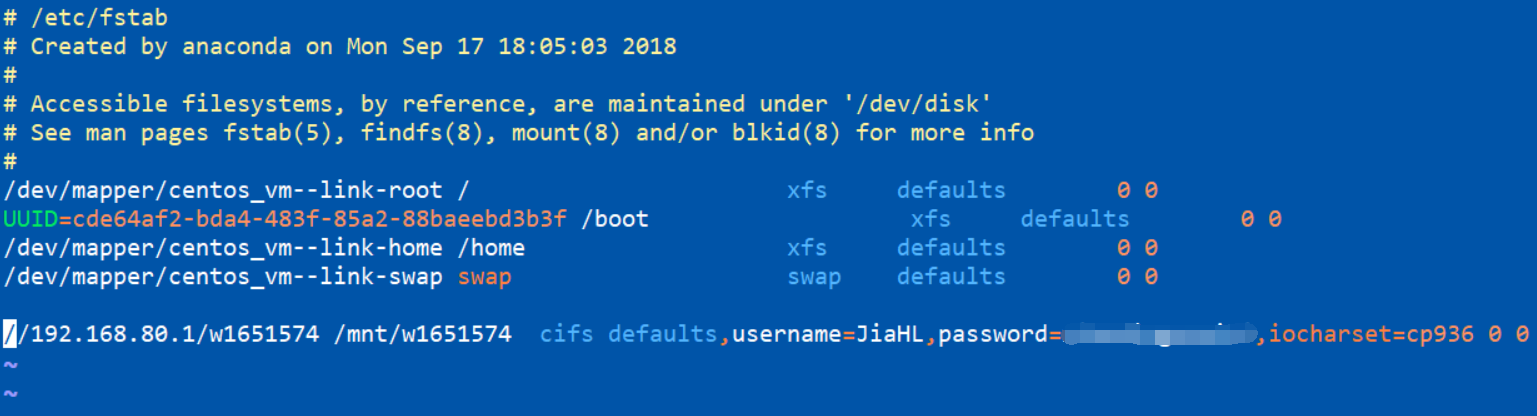 # /etc/fstab
# Created by anaconda on Mon Sep 17 18:05:03 2018
#
# Accessible filesystems, by reference, are maintained under '/dev/disk'
# See man pages fstab(5), findfs(8), mount(8) and/or blkid(8) for more info
#
/dev/mapper/centos_vm--link-root / xfs defaults 0 0
UUID=cde64af2-bda4-483f-85a2-88baeebd3b3f /boot xfs defaults 0 0
/dev/mapper/centos_vm--link-home /home xfs defaults 0 0
/dev/mapper/centos_vm--link-swap swap swap defaults 0 0
//192.168.80.1/w1651574 /mnt/w1651574 cifs defaults,username=JiaHL,password= ,iocharset=cp936 0 0
~
~